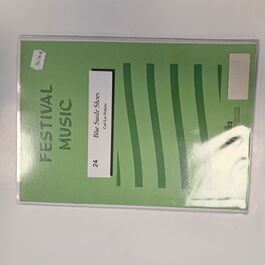 FESTIVAL
MUSIC
24
Blue Suede Shoes
Carl Lee Perkins